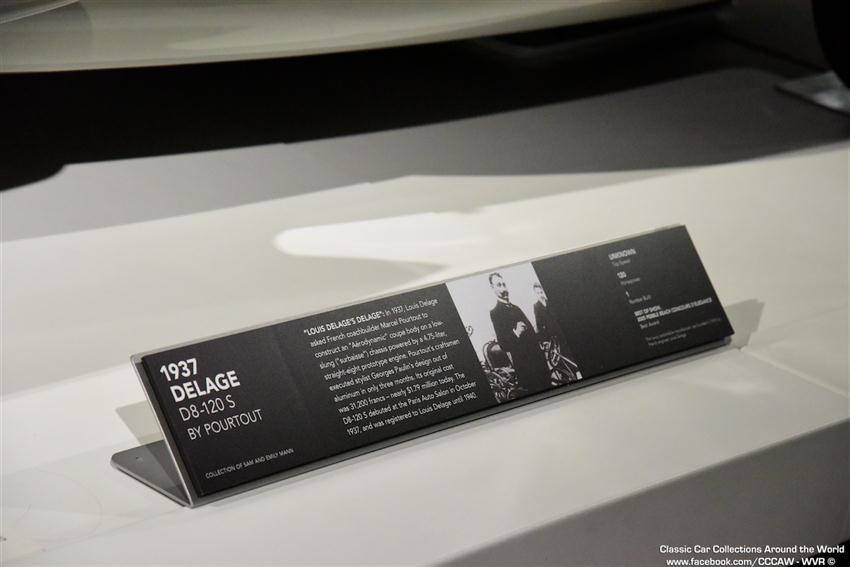 1937
DELAGE
D8-120 S
BY POURTOUT
COLLECTION OF SAM AND EMILY MANN
"LOUIS DELAGE'S DELAGE": In 1937, Louis Delage
asked French coachbuilder Marcel Pourtout to
construct an "Aérodynamic" coupe body on a low-
slung ("surbaissé") chassis powered by a 4.75-liter,
straight-eight prototype engine. Pourtout's craftsmen
executed stylist Georges Paulin's design out of
aluminum in only three months. Its original cost
was 31,200 francs – nearly $1.79 million today. The
D8-120 S debuted at the Paris Auto Salon in October
1937, and was registered to Louis Delage until 1940.
UNKNOWN
Top Speed
120
Horsepower
1
Number Built
BEST OF SHOW,
2005 PEBBLE BEACH CONCOURS D'ELEGANCE
Best Award
Classic Car Collections Around the World
www.facebook.com/CCCAW - WVR ©